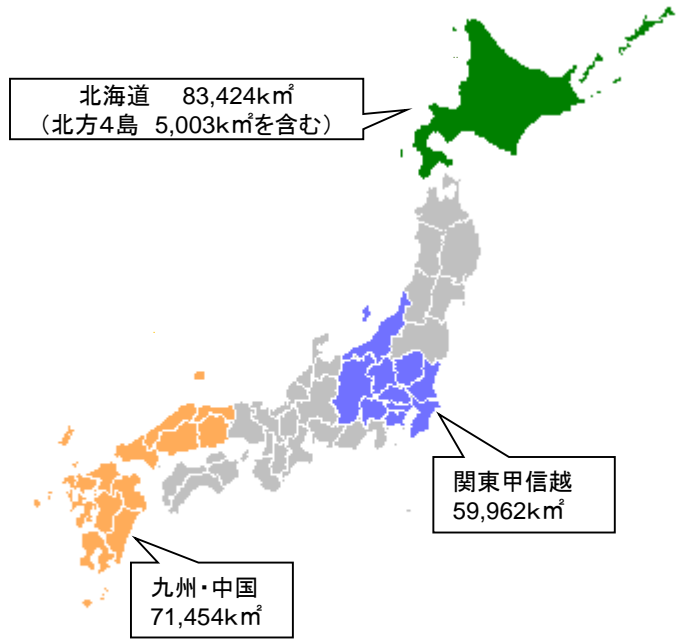 北海道　83,424k㎡
（北方4島 5,003k㎡を含む）
関東甲信越
59,962k㎡
九州・中国
71,454k㎡